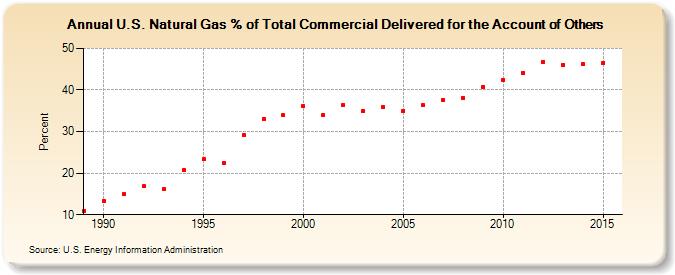 Annual U.S. Natural Gas % of Total Commercial Delivered for the Account of Others
50
40
30
20
10
Percent
1990 1995 2000 2005 2010 2015
Source: U.S. Energy Information Administration